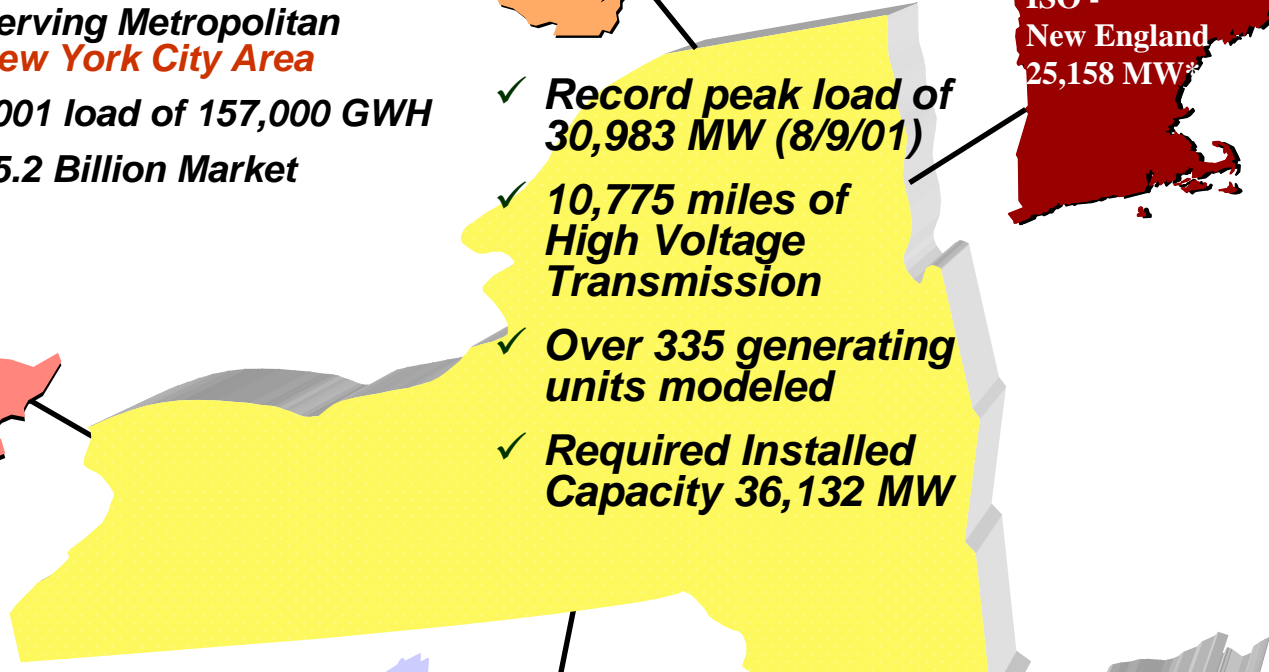 erving Metropolitan
ew York City Area
001 load of 157,000 GWH
5.2 Billion Market
✓ Record peak load of
30,983 MW (8/9/01)
✓ 10,775 miles of
High Voltage
Transmission
✓ Over 335 generating
units modeled
✓ Required Installed
Capacity 36,132 MW
ISO -
New England
25,158 MW*